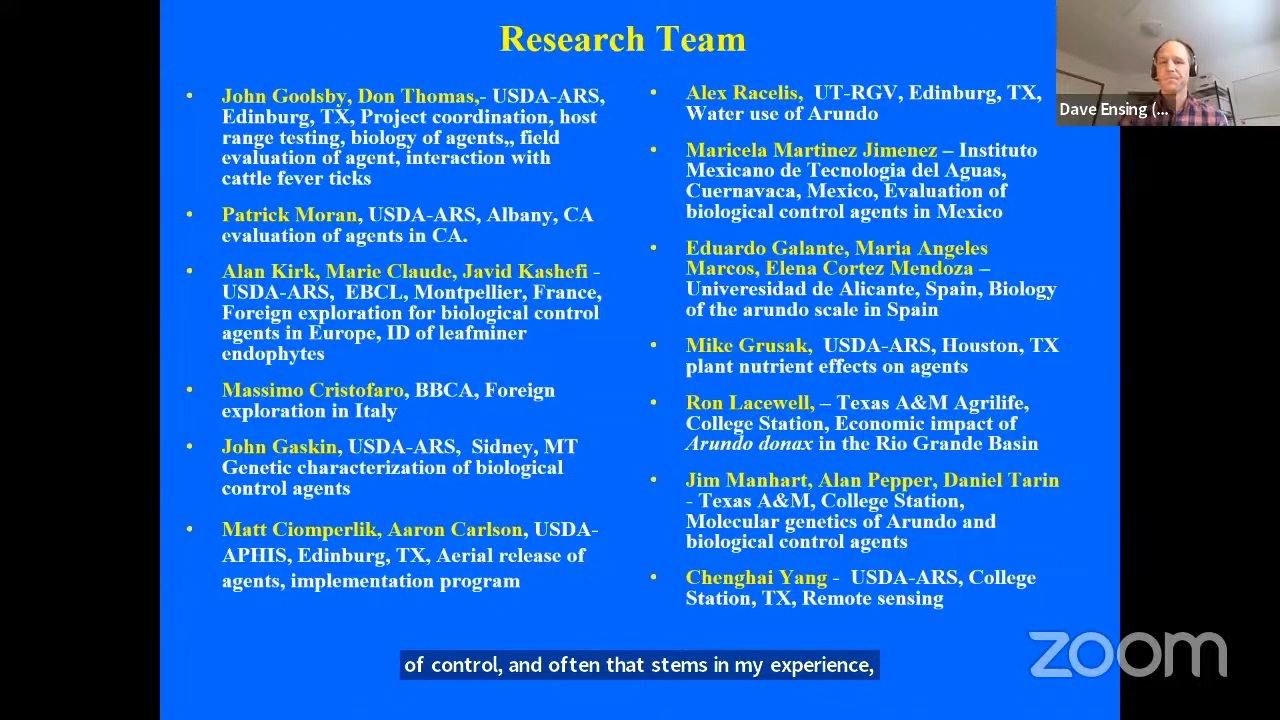 Research Team
• John Goolsby, Don Thomas,- USDA-ARS,
Edinburg, TX, Project coordination, host
range testing, biology of agents,, field
evaluation of agent, interaction with
cattle fever ticks
• Patrick Moran, USDA-ARS, Albany, CA
evaluation of agents in CA.
• Alan Kirk, Marie Claude, Javid Kashefi -
USDA-ARS, EBCL, Montpellier, France,
Foreign exploration for biological control
agents in Europe, ID of leafminer
endophytes
• Massimo Cristofaro, BBCA, Foreign
exploration in Italy
• John Gaskin, USDA-ARS, Sidney, MT
Genetic characterization of biological
control agents
• Matt Ciomperlik, Aaron Carlson, USDA-
APHIS, Edinburg, TX, Aerial release of
agents, implementation program
• Alex Racelis, UT-RGV, Edinburg, TX,
Water use of Arundo
• Maricela Martinez Jimenez – Instituto
Mexicano de Tecnologia del Aguas,
Cuernavaca, Mexico, Evaluation of
biological control agents in Mexico
• Eduardo Galante, Maria Angeles
Marcos, Elena Cortez Mendoza –
Univeresidad de Alicante, Spain, Biology
of the arundo scale in Spain
• Mike Grusak, USDA-ARS, Houston, TX
plant nutrient effects on agents
• Ron Lacewell, – Texas A&M Agrilife,
College Station, Economic impact of
Arundo donax in the Rio Grande Basin
• Jim Manhart, Alan Pepper, Daniel Tarin
- Texas A&M, College Station,
Molecular genetics of Arundo and
biological control agents
• Chenghai Yang - USDA-ARS, College
Station, TX, Remote sensing
Dave Ensing (...
of control, and often that stems in my experience,
zoom